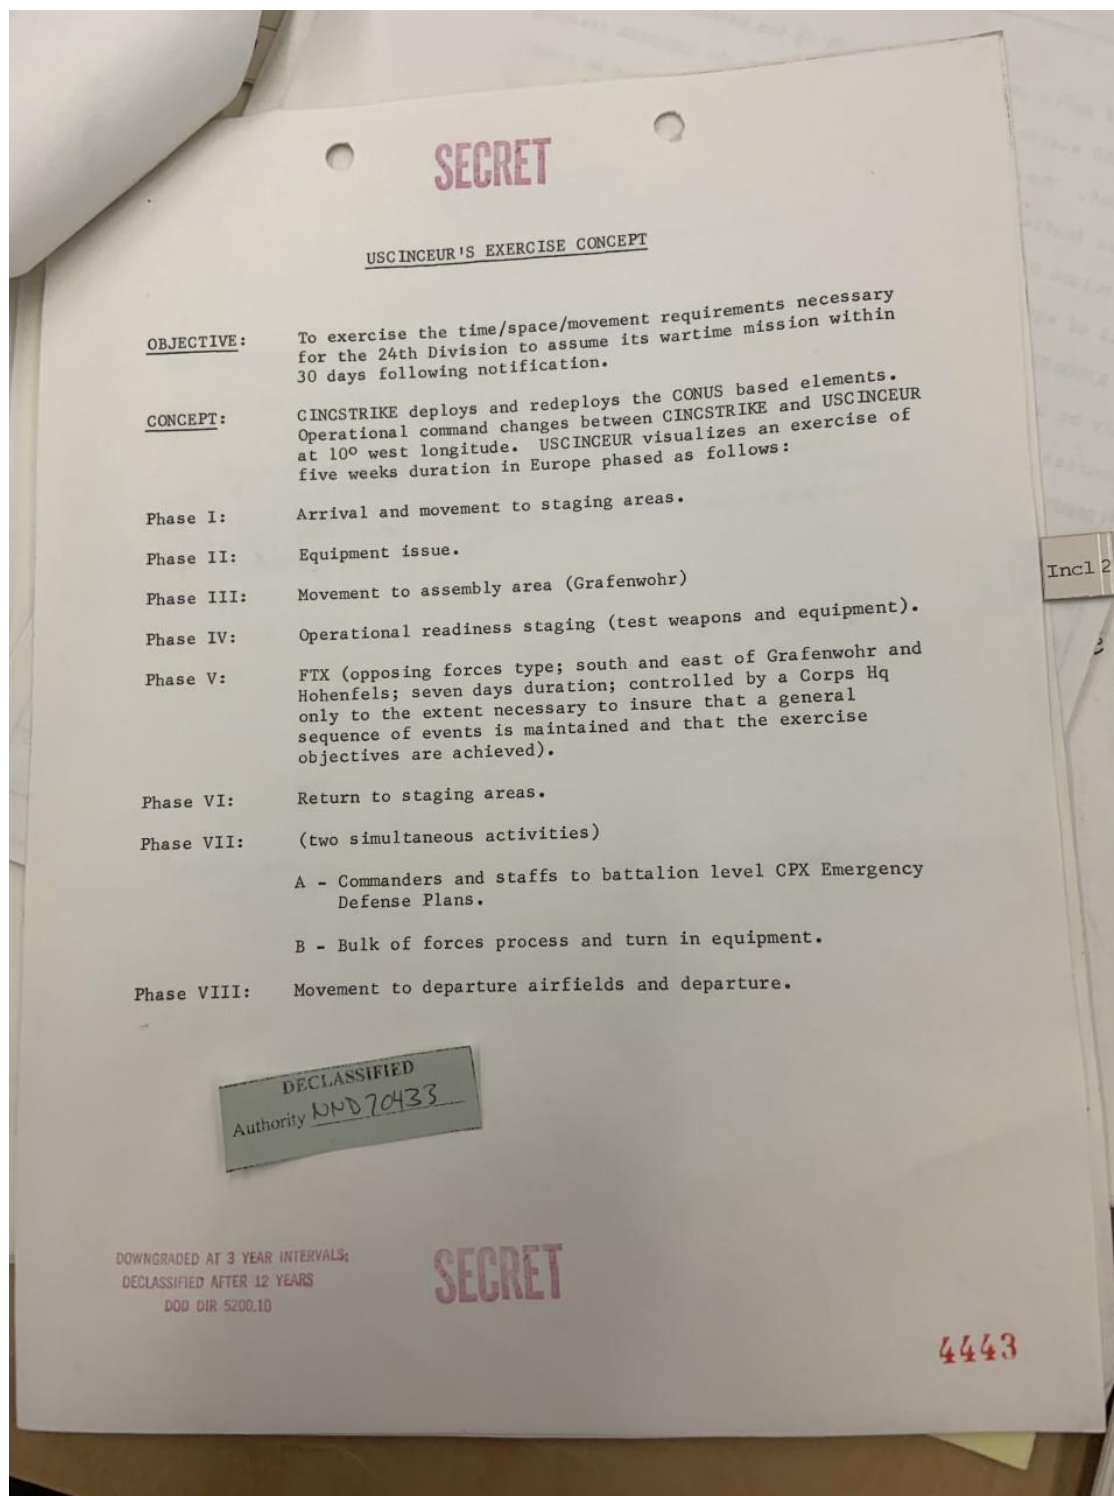 SECRET
USCINCEUR'S EXERCISE CONCEPT
OBJECTIVE: To exercise the time/space/movement requirements necessary
for the 24th Division to assume its wartime mission within
30 days following notification.
CONCEPT: CINCSTRIKE deploys and redeploys the CONUS based elements.
Operational command changes between CINCSTRIKE and USCINCEUR
at 10º west longitude. USCINCEUR visualizes an exercise of
five weeks duration in Europe phased as follows:
Phase I: Arrival and movement to staging areas.
Phase II: Equipment issue.
Phase III: Movement to assembly area (Grafenwohr)
Phase IV: Operational readiness staging (test weapons and equipment).
Phase V: FTX (opposing forces type; south and east of Grafenwohr and
Hohenfels; seven days duration; controlled by a Corps Hq
only to the extent necessary to insure that a general
sequence of events is maintained and that the exercise
objectives are achieved).
Phase VI: Return to staging areas.
Phase VII: (two simultaneous activities)
A - Commanders and staffs to battalion level CPX Emergency
Defense Plans.
B - Bulk of forces process and turn in equipment.
Phase VIII: Movement to departure airfields and departure.
Incl 2
DECLASSIFIED
Authority NND 70433
DOWNGRADED AT 3 YEAR INTERVALS;
DECLASSIFIED AFTER 12 YEARS
DOD DIR 5200.10
SECRET
4443